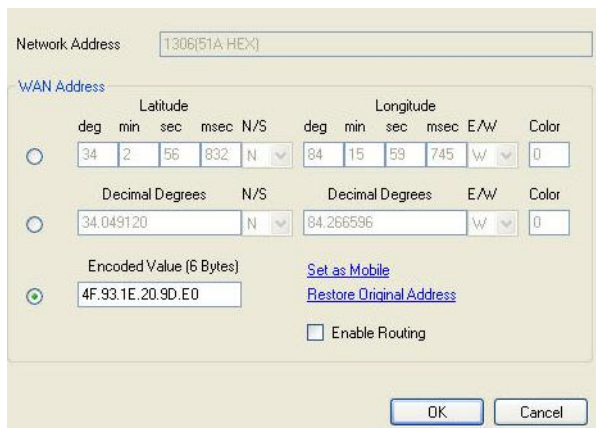 Network Address 1306(51A HEX)
WAN Address
Latitude Longitude
deg min sec msec N/S deg min sec msec E/W Color
34 2 56 832 N 84 15 59 745 W 0
Decimal Degrees N/S Decimal Degrees E/W Color
34.049120 N 84.266596 W 0
Encoded Value (6 Bytes) Set as Mobile
4F.93.1E.20.9D.E0 Restore Original Address
Enable Routing
OK Cancel